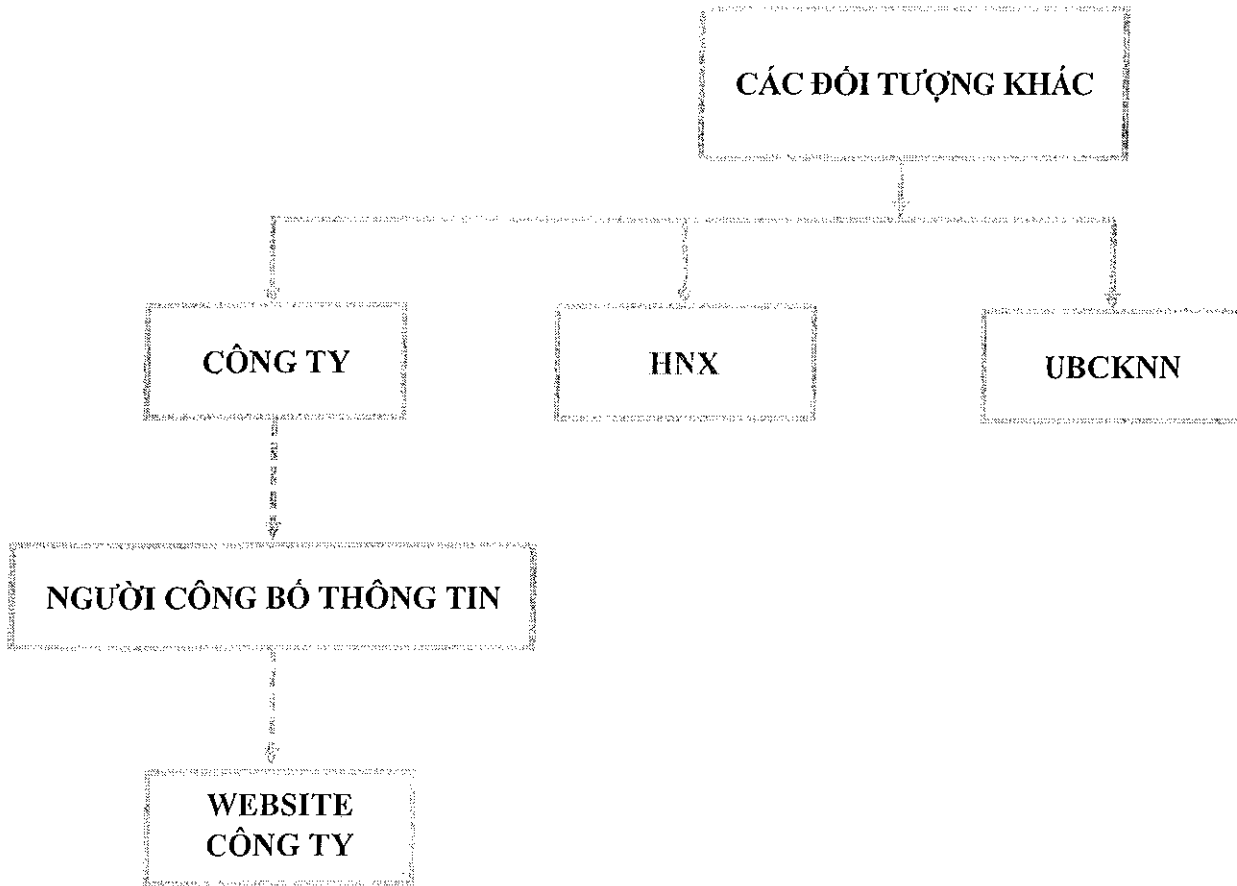 CÁC ĐỐI TƯỢNG KHÁC
CÔNG TY
HNX
UBCKNN
NGƯỜI CÔNG BỐ THÔNG TIN
WEBSITE
CÔNG TY